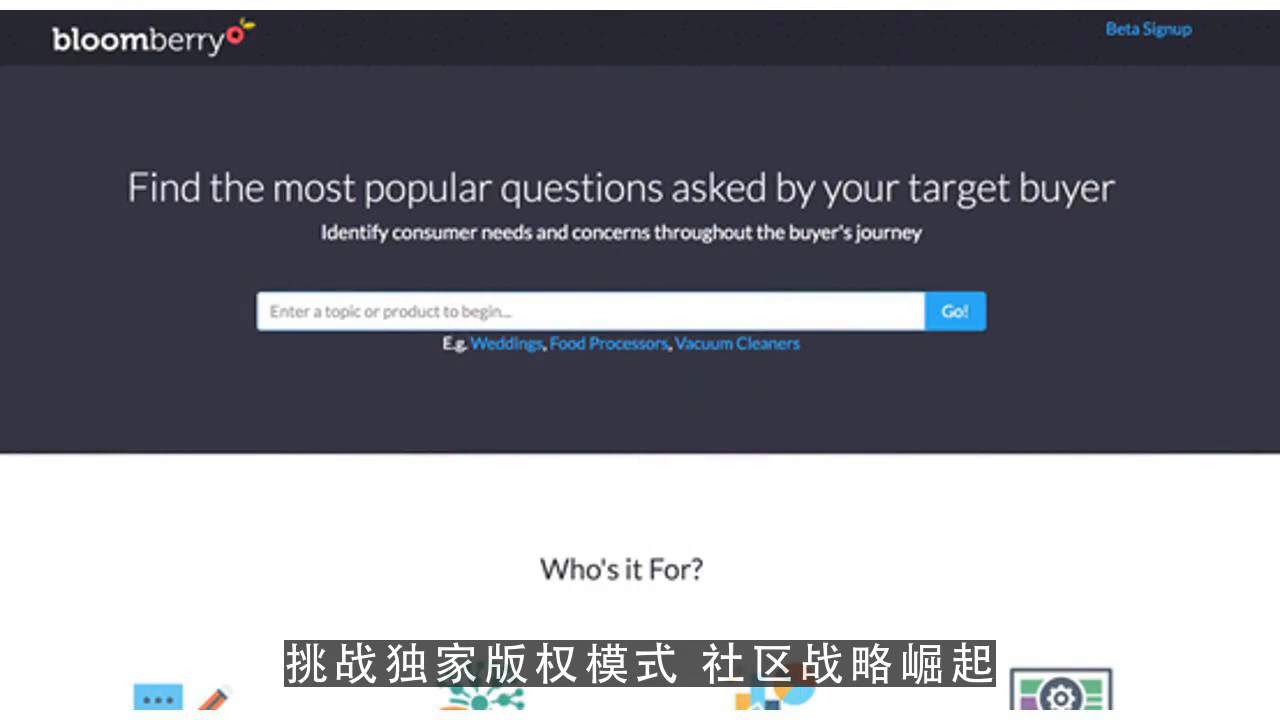 bloomberry
Beta Signup
Find the most popular questions asked by your target buyer
Identify consumer needs and concerns throughout the buyer's journey
Enter a topic or product to begin...
Go!
E.g. Weddings, Food Processors, Vacuum Cleaners
Who's it For?
挑战独家版权模式 社区战略崛起